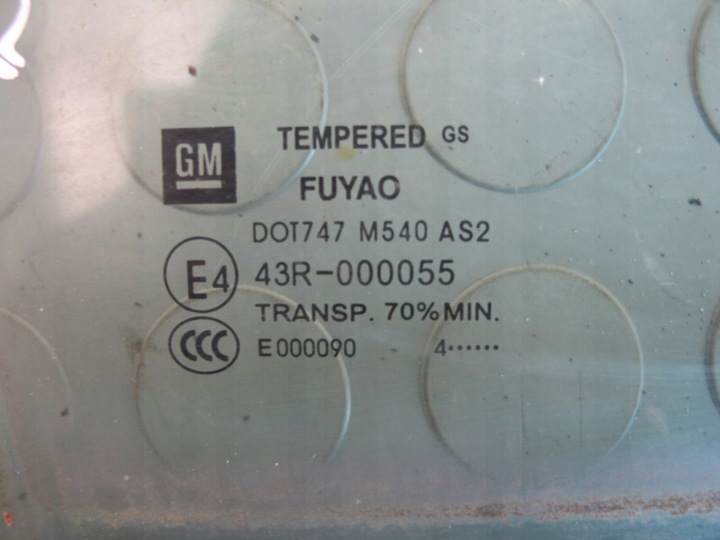 GM TEMPERED GS
FUYAO
DOT747 M540 AS2
E4 43R-000055
TRANSP. 70% MIN.
CCC E000090 4······